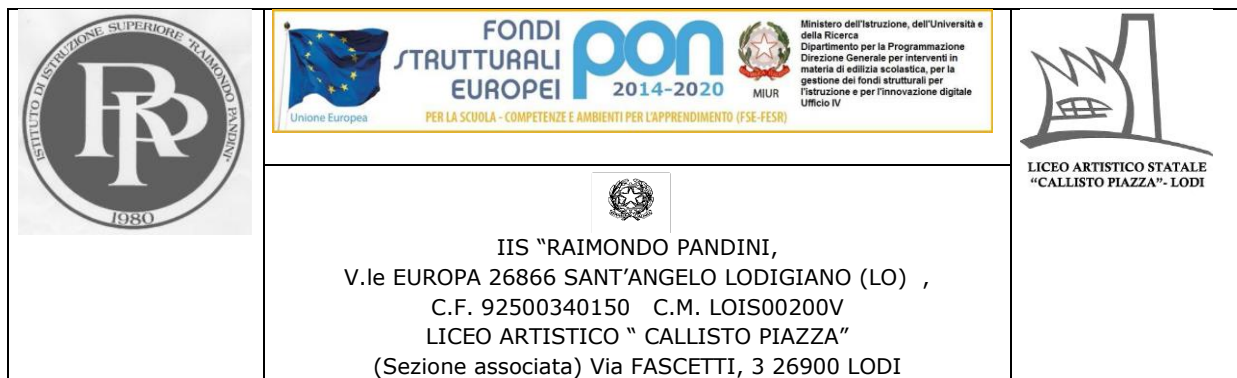 ISTITUTO DI ISTRUZIONE SUPERIORE "RAIMONDO PANDINI"
RP
1980
Unione Europea
FONDI
STRUTTURALI
EUROPEI
pon
2014-2020
PER LA SCUOLA - COMPETENZE E AMBIENTI PER L'APPRENDIMENTO (FSE-FESR)
MIUR
Ministero dell'Istruzione, dell'Università e
della Ricerca
Dipartimento per la Programmazione
Direzione Generale per interventi in
materia di edilizia scolastica, per la
gestione dei fondi strutturali per
l'istruzione e per l'innovazione digitale
Ufficio IV
LICEO ARTISTICO STATALE
"CALLISTO PIAZZA"- LODI
IIS "RAIMONDO PANDINI,
V.le EUROPA 26866 SANT'ANGELO LODIGIANO (LO) ,
C.F. 92500340150 C.M. LOIS00200V
LICEO ARTISTICO " CALLISTO PIAZZA"
(Sezione associata) Via FASCETTI, 3 26900 LODI